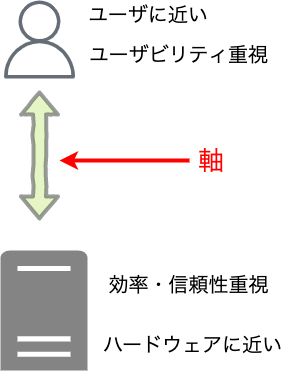 ユーザに近い
ユーザビリティ重視
軸
効率・信頼性重視
ハードウェアに近い